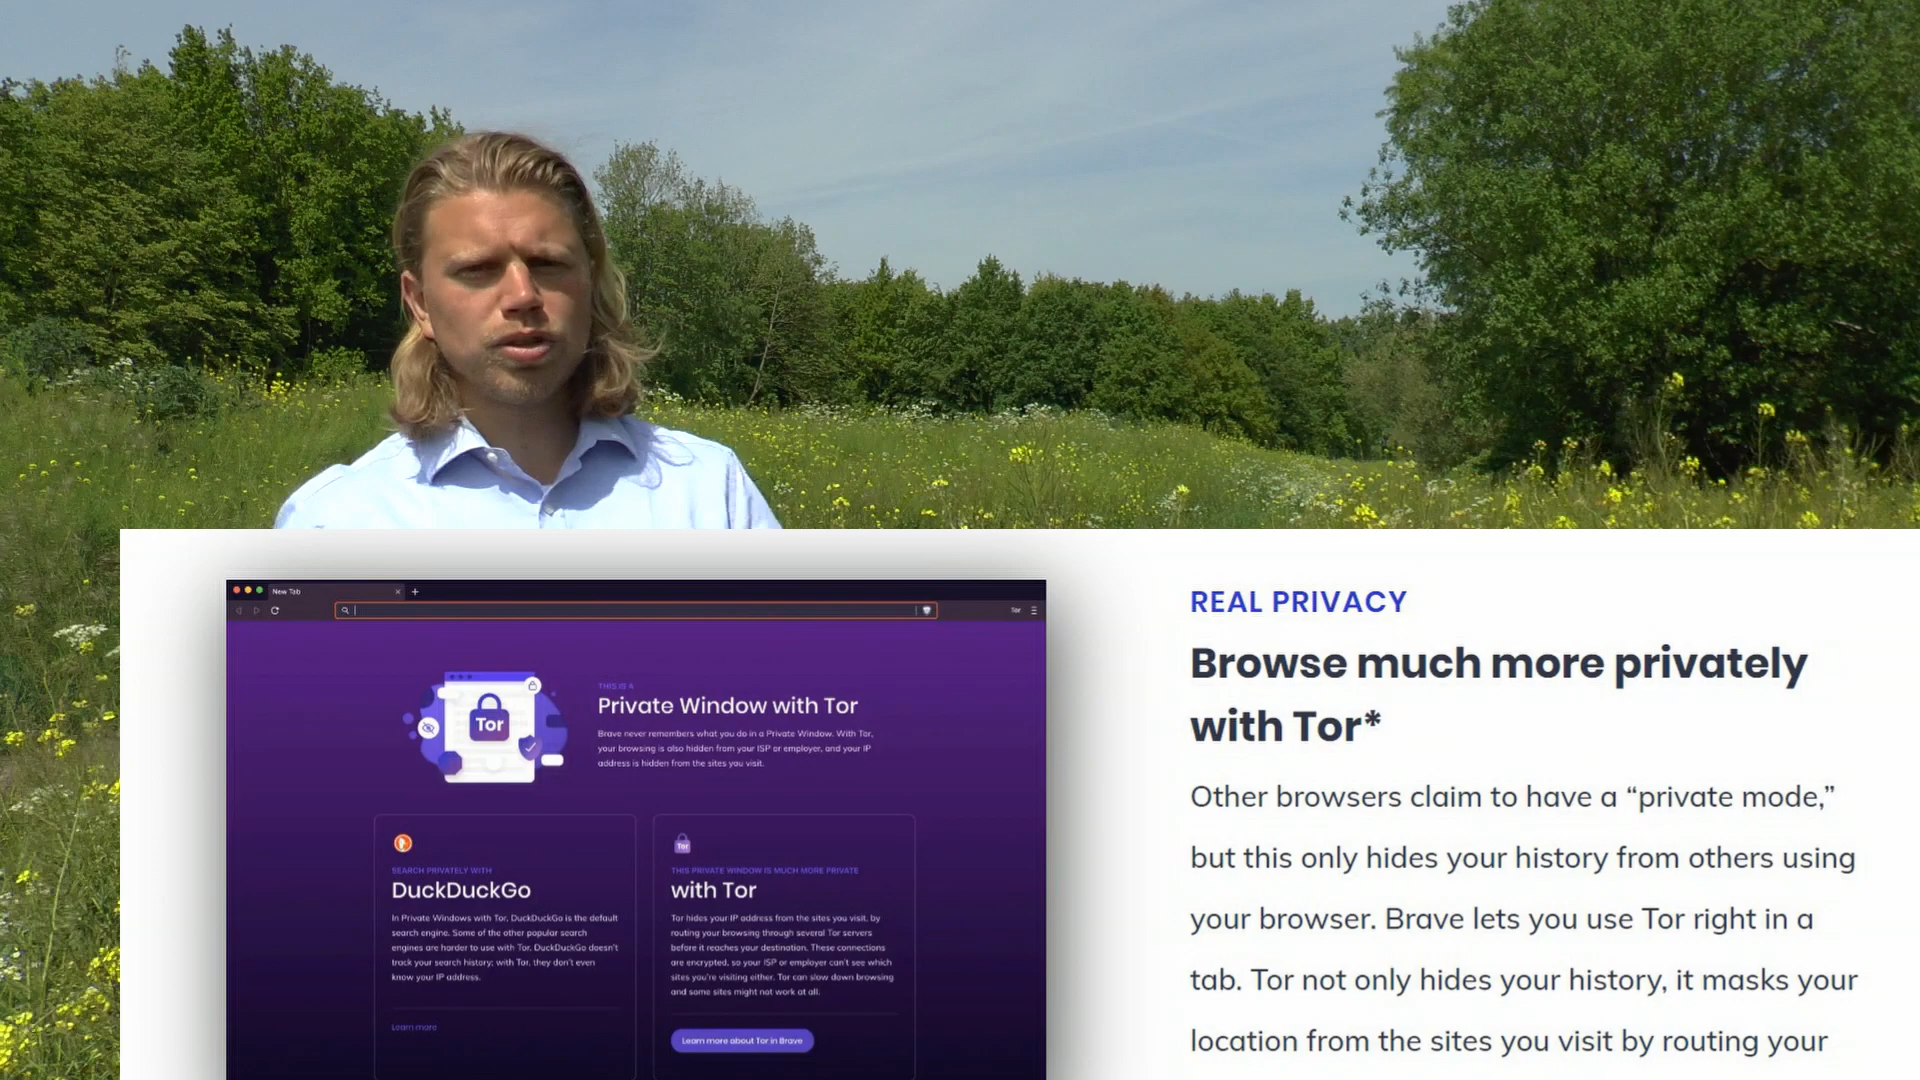 New Tab
Tor
Tor
THIS IS A
Private Window with Tor
Brave never remembers what you do in a Private Window. With Tor,
your browsing is also hidden from your ISP or employer, and your IP
address is hidden from the sites you visit.
SEARCH PRIVATELY WITH
DuckDuckGo
In Private Windows with Tor, DuckDuckGo is the default
search engine. Some of the other popular search
engines are harder to use with Tor. DuckDuckGo doesn't
track your search history; with Tor, they don't even
know your IP address.
Learn more
Tor
THIS PRIVATE WINDOW IS MUCH MORE PRIVATE
with Tor
Tor hides your IP address from the sites you visit, by
routing your browsing through several Tor servers
before it reaches your destination. These connections
are encrypted, so your ISP or employer can't see which
sites you're visiting either. Tor can slow down browsing
and some sites might not work at all.
Learn more about Tor in Brave
REAL PRIVACY
Browse much more privately
with Tor*
Other browsers claim to have a “private mode,”
but this only hides your history from others using
your browser. Brave lets you use Tor right in a
tab. Tor not only hides your history, it masks your
location from the sites you visit by routing your